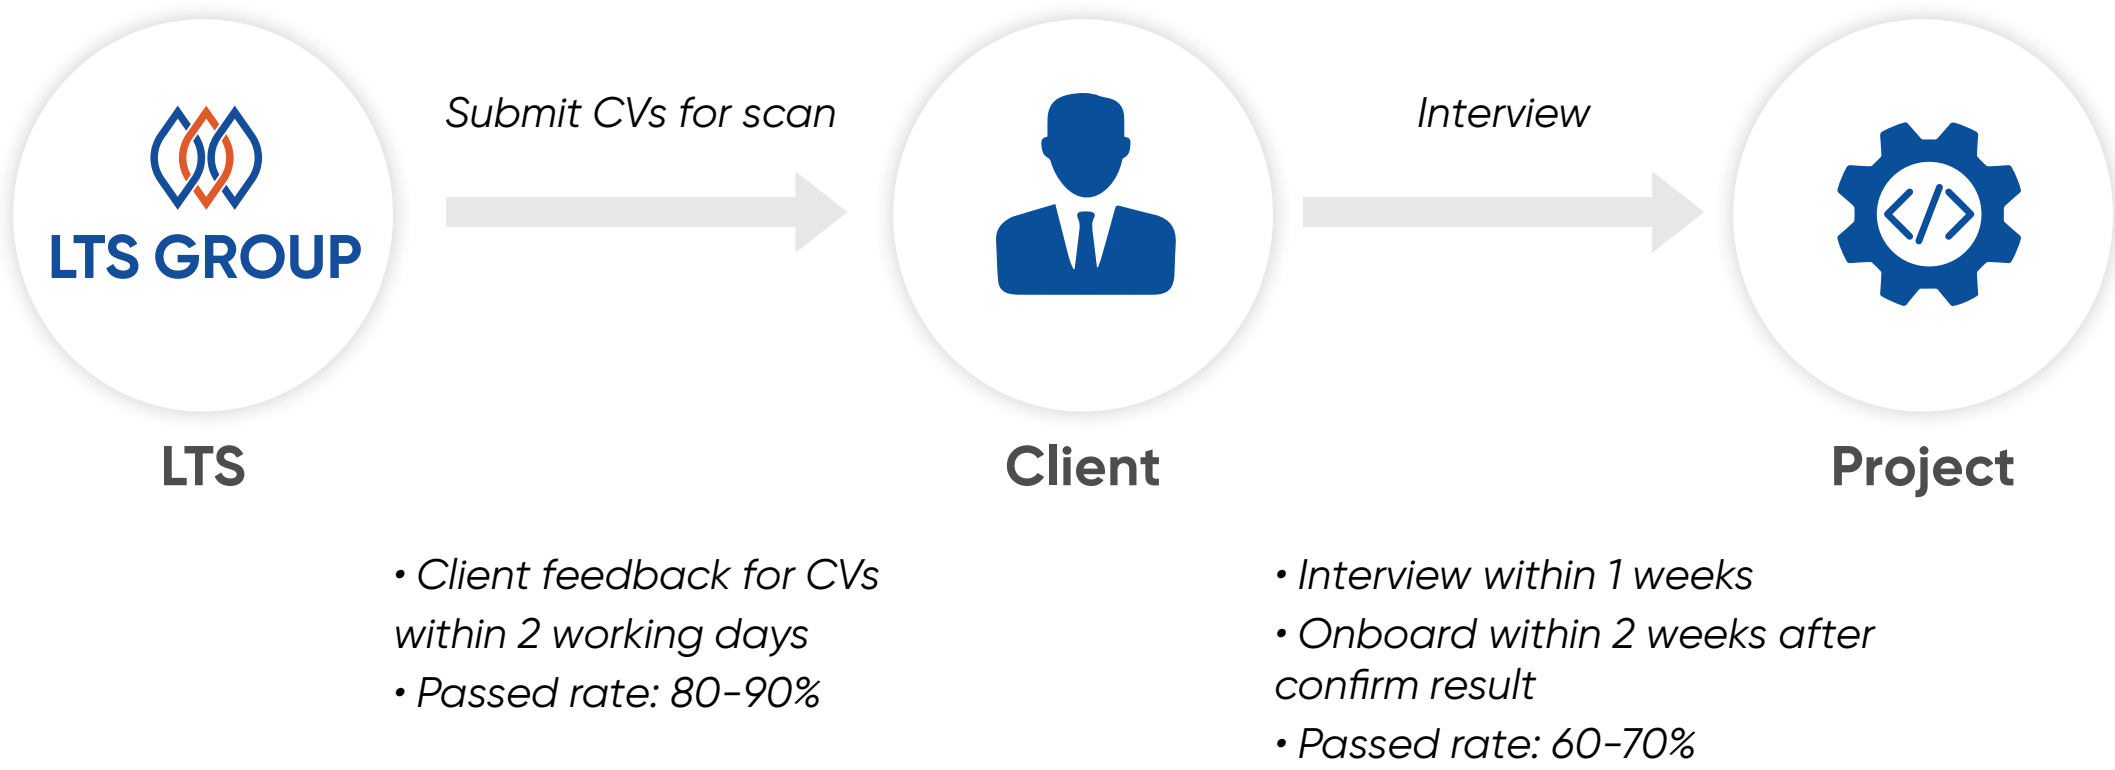 LTS GROUP
Submit CVs for scan
Interview
LTS
Client
Project
• Client feedback for CVs
within 2 working days
• Passed rate: 80-90%
• Interview within 1 weeks
• Onboard within 2 weeks after
confirm result
• Passed rate: 60-70%